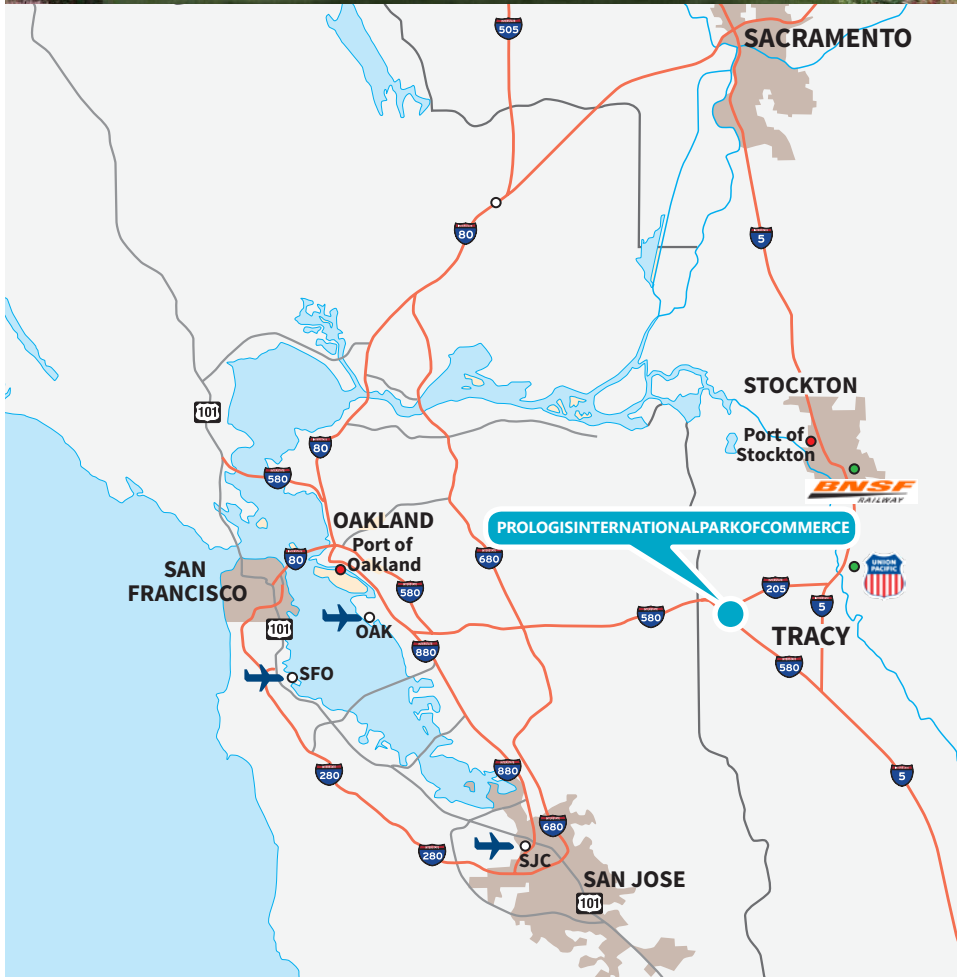 505
SACRAMENTO
80
5
STOCKTON
101
Port of
Stockton
80
580
BNSF
RAILWAY
OAKLAND
PROLOGISINTERNATIONALPARKOFCOMMERCE
Port of
Oakland
80
680
SAN
FRANCISCO
UNION
PACIFIC
580
205
580
5
OAK
101
TRACY
880
580
SFO
280
880
5
680
280
SJC
SAN JOSE
101